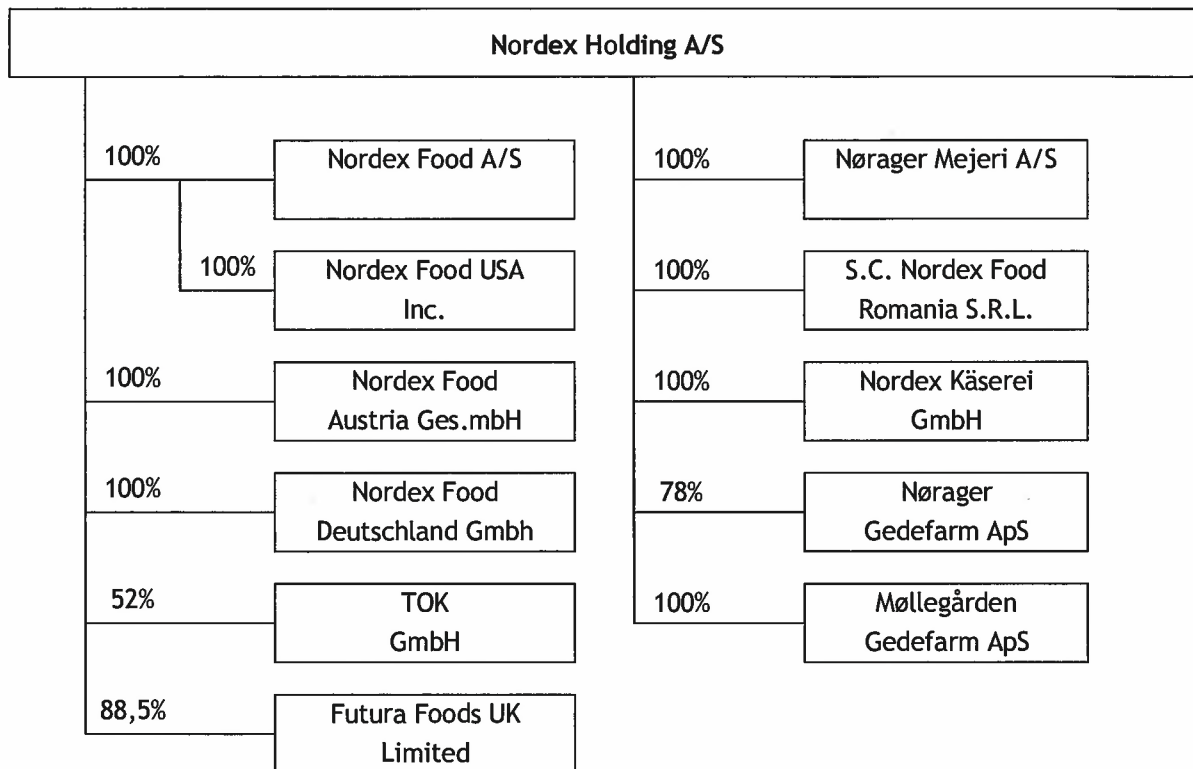 Nordex Holding A/S
100%
Nordex Food A/S
100%
Nordex Food USA
Inc.
100%
Nordex Food
Austria Ges.mbH
100%
Nordex Food
Deutschland Gmbh
52%
TOK
GmbH
88,5%
Futura Foods UK
Limited
100%
Nørager Mejeri A/S
100%
S.C. Nordex Food
Romania S.R.L.
100%
Nordex Käserei
GmbH
78%
Nørager
Gedefarm ApS
100%
Møllegården
Gedefarm ApS